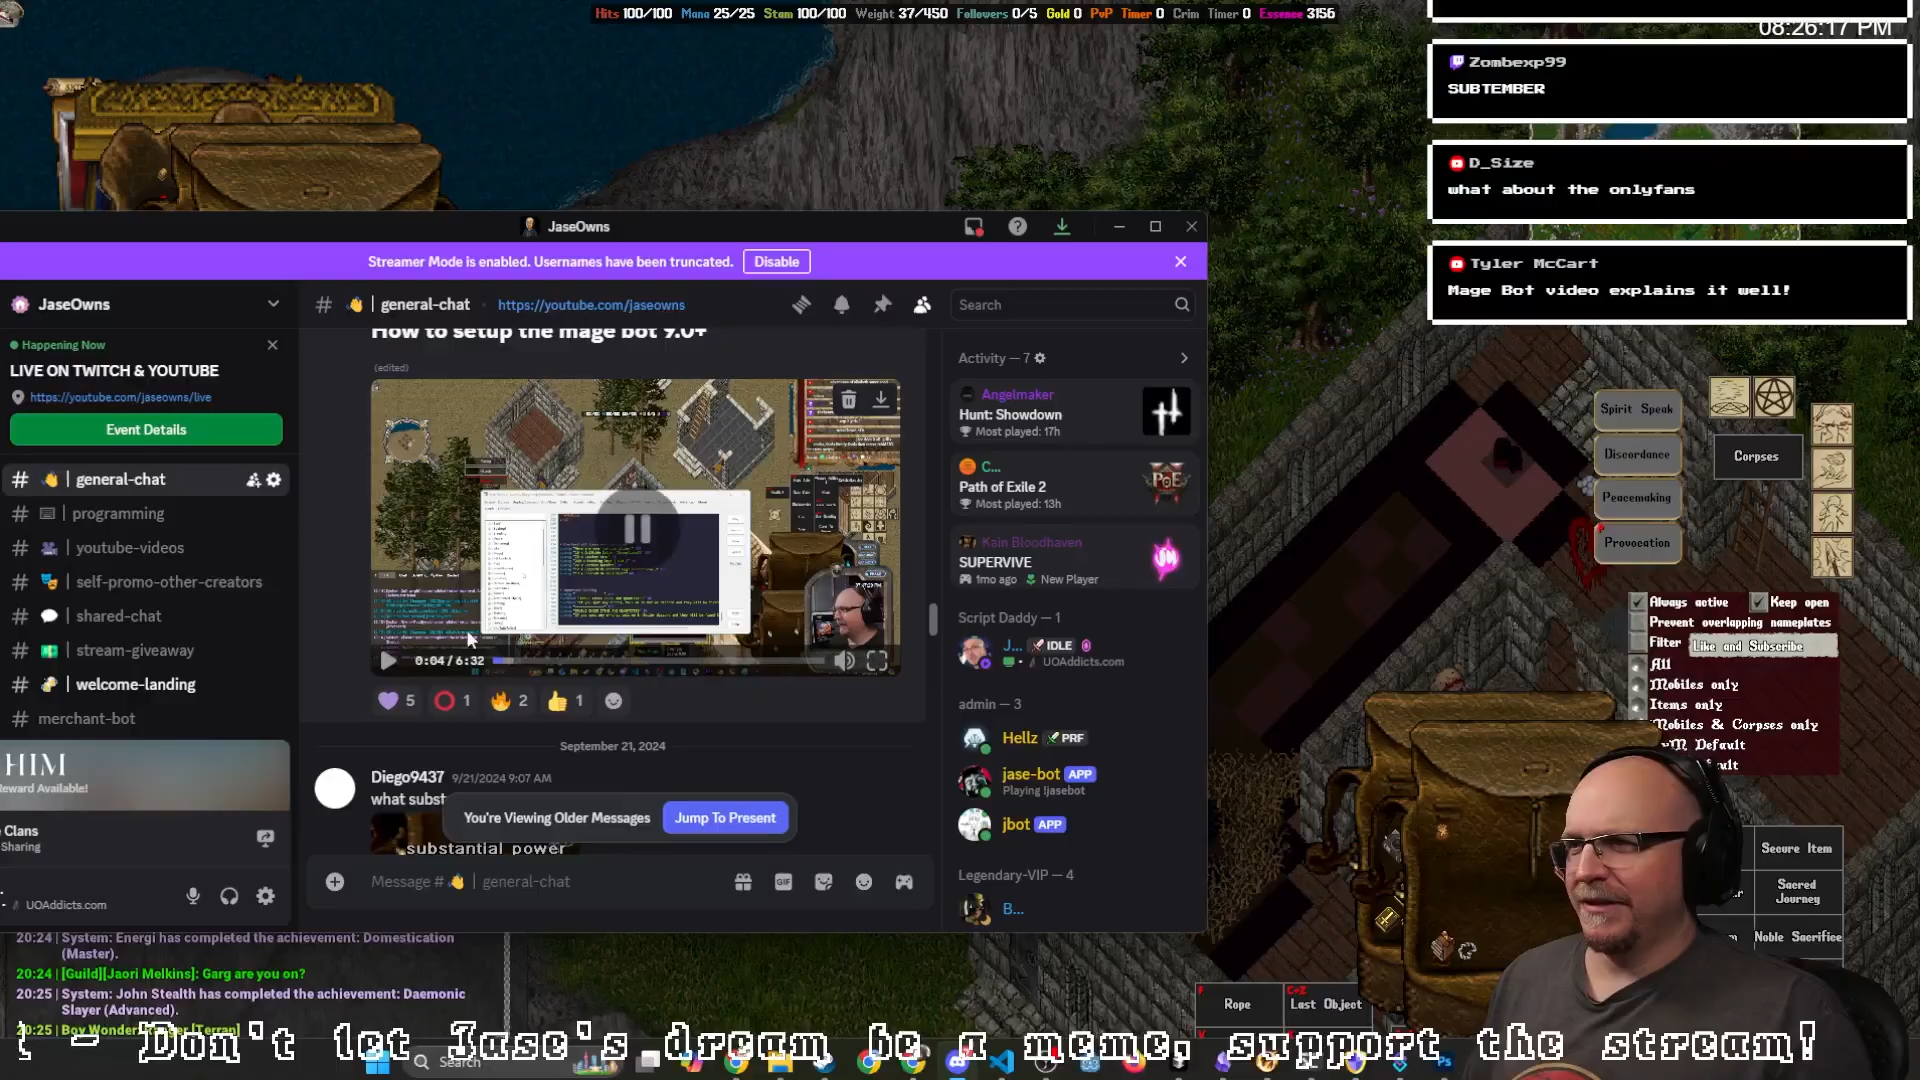 Hits 100/100 Mana 25/25 Stam 100/100 Weight 37/450 Followers 0/5 Gold 0 PvP Timer 0 Crim Timer 0 Essence 3156
08:26:17 PM
Zombexp99
SUBTEMBER
D_Size
what about the onlyfans
Tyler McCart
Mage Bot video explains it well!
JaseOwns
Streamer Mode is enabled. Usernames have been truncated.
Disable
JaseOwns
# 👋 | general-chat
https://youtube.com/jaseowns
Search
Happening Now
LIVE ON TWITCH & YOUTUBE
https://youtube.com/jaseowns/live
Event Details
# 👋 | general-chat
# | programming
# | youtube-videos
# | self-promo-other-creators
# | shared-chat
# | stream-giveaway
# | welcome-landing
# merchant-bot
HIM
Reward Available!
Clans
Sharing
UOAddicts.com
How to setup the mage bot 9.0+
(edited)
0:04 / 6:32
5
1
2
1
September 21, 2024
Diego9437 9/21/2024 9:07 AM
what subst
You're Viewing Older Messages
Jump To Present
substantial power
Message # 👋 | general-chat
GIF
Activity — 7
Angelmaker
Hunt: Showdown
Most played: 17h
C...
Path of Exile 2
Most played: 13h
Kain Bloodhaven
SUPERVIVE
1mo ago New Player
Script Daddy — 1
J... IDLE
UOAddicts.com
admin — 3
Hellz PRF
jase-bot APP
Playing !jasebot
jbot APP
Legendary-VIP — 4
B...
Spirit Speak
Discordance
Peacemaking
Provocation
Corpses
Always active
Keep open
Prevent overlapping nameplates
Filter
Like and Subscribe
All
Mobiles only
Items only
Mobiles & Corpses only
Default
Secure Item
Sacred Journey
Noble Sacrifice
Rope
C+Z
Last Object
20:24 | System: Energi has completed the achievement: Domestication
(Master).
20:24 | [Guild][Jaori Melkins]: Garg are you on?
20:25 | System: John Stealth has completed the achievement: Daemonic
Slayer (Advanced).
20:25 |
- Don't let Jase's dream be a meme, support the stream!
Search